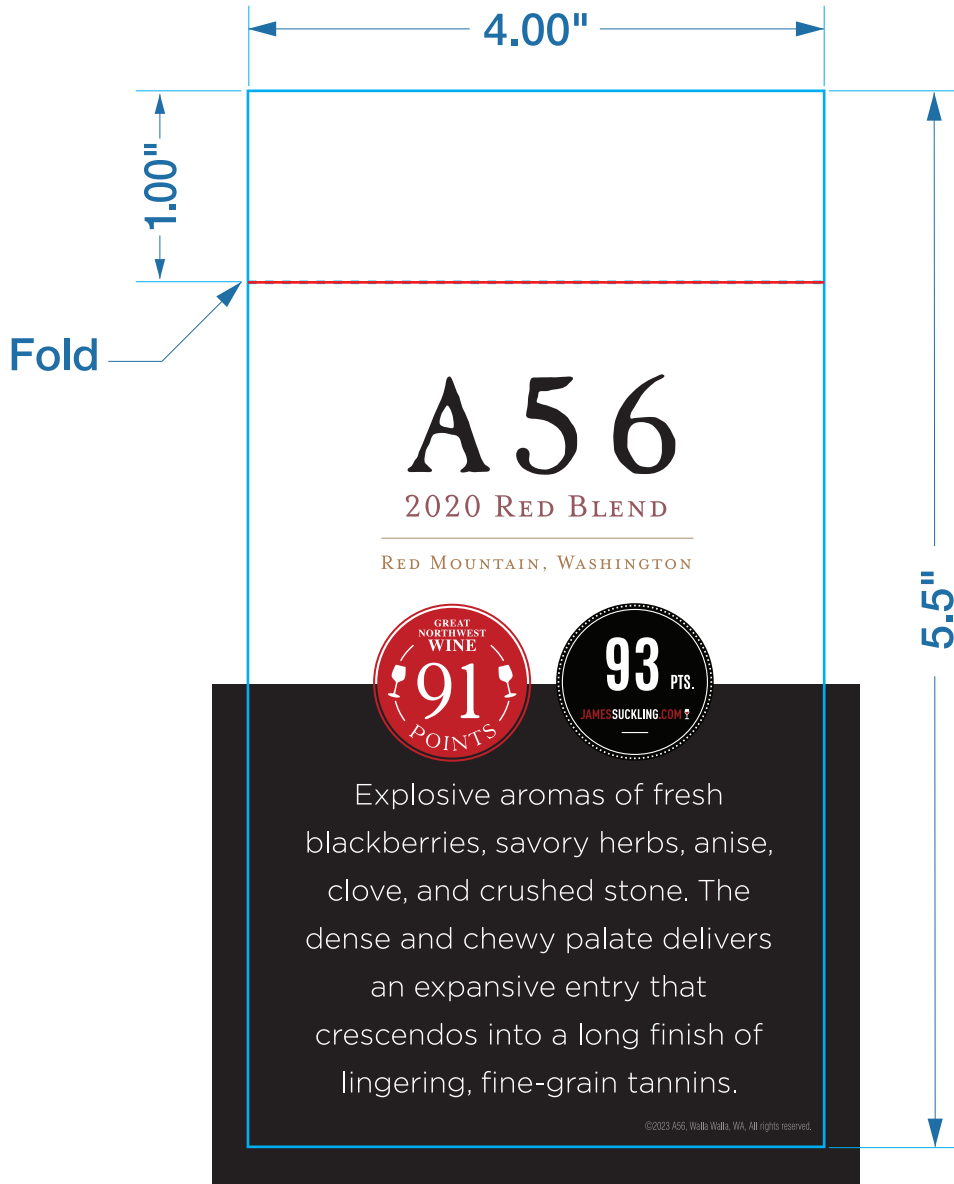 4.00"
1.00"
Fold
A56
2020 Red Blend
Red Mountain, Washington
GREAT
NORTHWEST
WINE
91
POINTS
93 PTS.
JAMESSUCKLING.COM
5.5"
Explosive aromas of fresh
blackberries, savory herbs, anise,
clove, and crushed stone. The
dense and chewy palate delivers
an expansive entry that
crescendos into a long finish of
lingering, fine-grain tannins.
©2023 A56, Walla Walla, WA, All rights reserved.